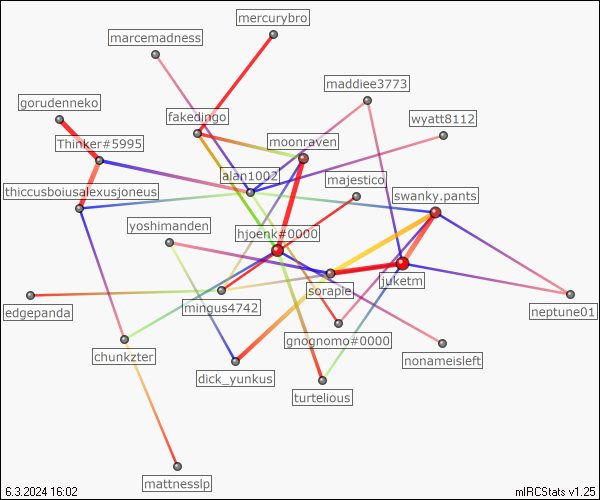 mercurybro
marcemadness
maddiee3773
gorudenneko
fakedingo
wyatt8112
Thinker#5995
moonraven
alan1002
majestico
thiccusboiusalexusjoneus
swanky.pants
yoshimanden
hjoenk#0000
sorapie
juketm
edgepanda
mingus4742
neptune01
gnognomo#0000
chunkzter
nonameisleft
dick_yunkus
turtelious
mattnesslp
6.3.2024 16:02
mIRCStats v1.25